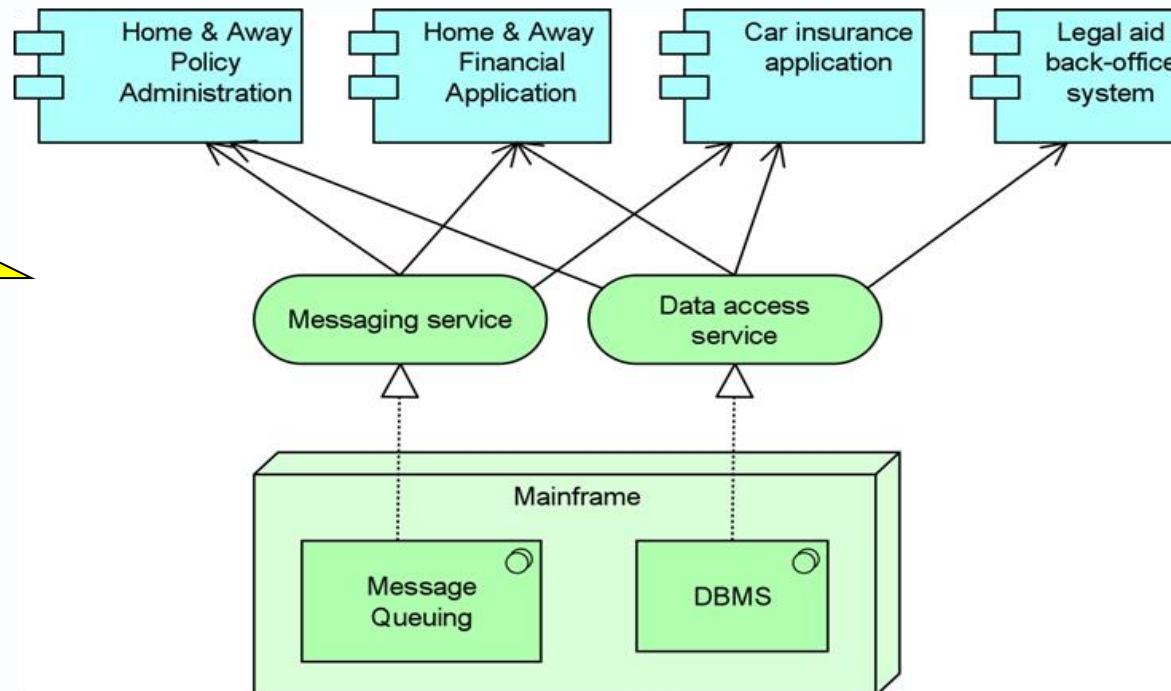 Home & Away
Policy
Administration
Home & Away
Financial
Application
Car insurance
application
Legal aid
back-office
system
Messaging service
Data access
service
Mainframe
Message
Queuing
DBMS